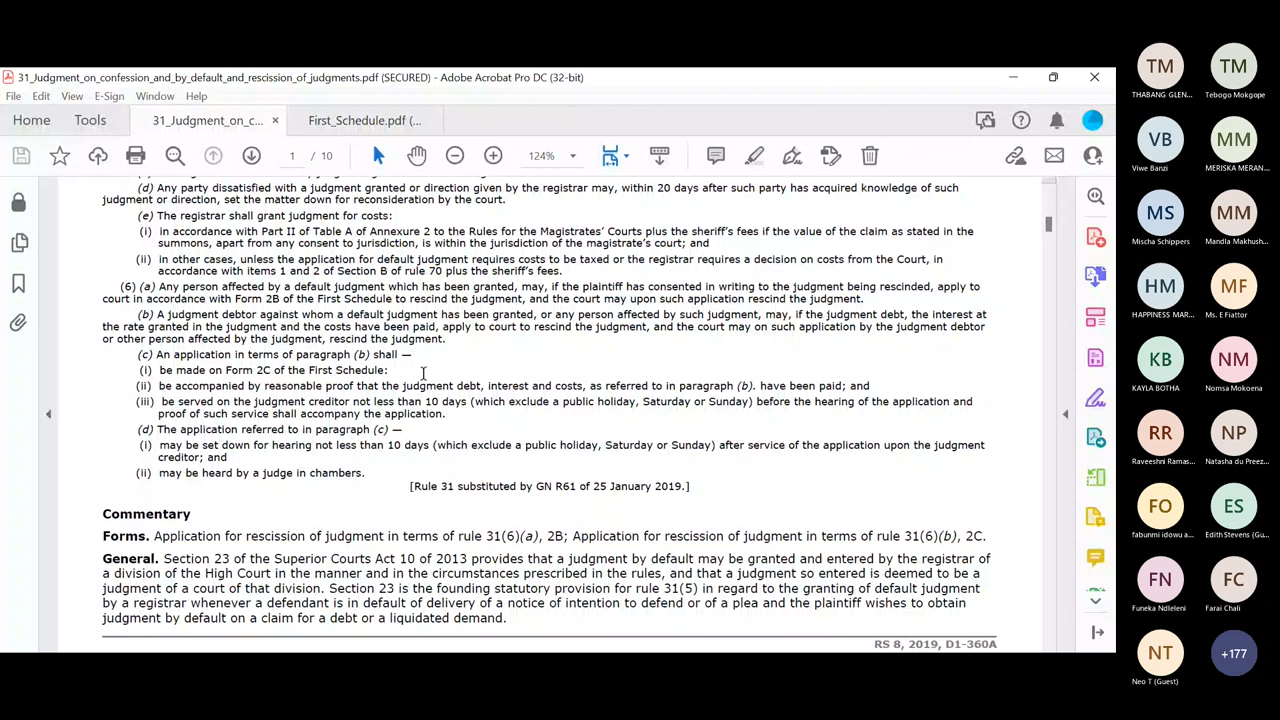 31_Judgment_on_confession_and_by_default_and_rescission_of_judgments.pdf (SECURED) - Adobe Acrobat Pro DC (32-bit)
File Edit View E-Sign Window Help
Home Tools 31_Judgment_on_c... × First_Schedule.pdf (...
1 / 10 124%
(d) Any party dissatisfied with a judgment granted or direction given by the registrar may, within 20 days after such party has acquired knowledge of such
judgment or direction, set the matter down for reconsideration by the court.
(e) The registrar shall grant judgment for costs:
(i) in accordance with Part II of Table A of Annexure 2 to the Rules for the Magistrates' Courts plus the sheriff's fees if the value of the claim as stated in the
summons, apart from any consent to jurisdiction, is within the jurisdiction of the magistrate's court; and
(ii) in other cases, unless the application for default judgment requires costs to be taxed or the registrar requires a decision on costs from the Court, in
accordance with items 1 and 2 of Section B of rule 70 plus the sheriff's fees.
(6) (a) Any person affected by a default judgment which has been granted, may, if the plaintiff has consented in writing to the judgment being rescinded, apply to
court in accordance with Form 2B of the First Schedule to rescind the judgment, and the court may upon such application rescind the judgment.
(b) A judgment debtor against whom a default judgment has been granted, or any person affected by such judgment, may, if the judgment debt, the interest at
the rate granted in the judgment and the costs have been paid, apply to court to rescind the judgment, and the court may on such application by the judgment debtor
or other person affected by the judgment, rescind the judgment.
(c) An application in terms of paragraph (b) shall —
(i) be made on Form 2C of the First Schedule:
(ii) be accompanied by reasonable proof that the judgment debt, interest and costs, as referred to in paragraph (b). have been paid; and
(iii) be served on the judgment creditor not less than 10 days (which exclude a public holiday, Saturday or Sunday) before the hearing of the application and
proof of such service shall accompany the application.
(d) The application referred to in paragraph (c) —
(i) may be set down for hearing not less than 10 days (which exclude a public holiday, Saturday or Sunday) after service of the application upon the judgment
creditor; and
(ii) may be heard by a judge in chambers.
[Rule 31 substituted by GN R61 of 25 January 2019.]
Commentary
Forms. Application for rescission of judgment in terms of rule 31(6)(a), 2B; Application for rescission of judgment in terms of rule 31(6)(b), 2C.
General. Section 23 of the Superior Courts Act 10 of 2013 provides that a judgment by default may be granted and entered by the registrar of
a division of the High Court in the manner and in the circumstances prescribed in the rules, and that a judgment so entered is deemed to be a
judgment of a court of that division. Section 23 is the founding statutory provision for rule 31(5) in regard to the granting of default judgment
by a registrar whenever a defendant is in default of delivery of a notice of intention to defend or of a plea and the plaintiff wishes to obtain
judgment by default on a claim for a debt or a liquidated demand.
RS 8, 2019, D1-360A
TM TM
THABANG GLEN... Tebogo Mokgope
VB MM
Viwe Banzi MERISKA MERAN...
MS MM
Mischa Schippers Mandla Makhush...
HM MF
HAPPINESS MAR... Ms. E Fiattor
KB NM
KAYLA BOTHA Nomsa Mokoena
RR NP
Raveeshni Ramas... Natasha du Preez...
FO ES
fabunmi idowu a... Edith Stevens (Gu...
FN FC
Funeka Ndleleni Farai Chali
NT +177
Neo T (Guest)